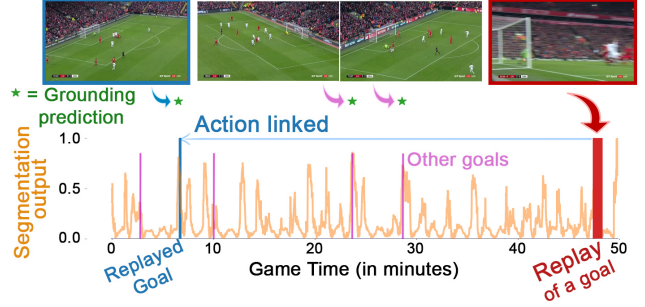 ★ = Grounding
prediction
Action linked
Other goals
Segmentation
output
1.0
0.5
0.0
0
10
20
30
40
50
Game Time (in minutes)
Replayed
Goal
Replay
of a goal